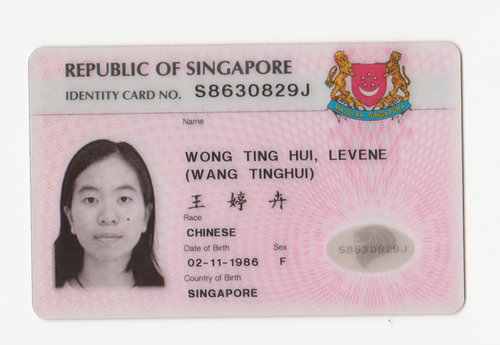 REPUBLIC OF SINGAPORE
IDENTITY CARD NO. S8630829J
MAJULAH SINGAPURA
Name
WONG TING HUI, LEVENE
(WANG TINGHUI)
王 婷 卉
Race
CHINESE
Date of Birth Sex
02-11-1986 F
S8630829J
Country of Birth
SINGAPORE